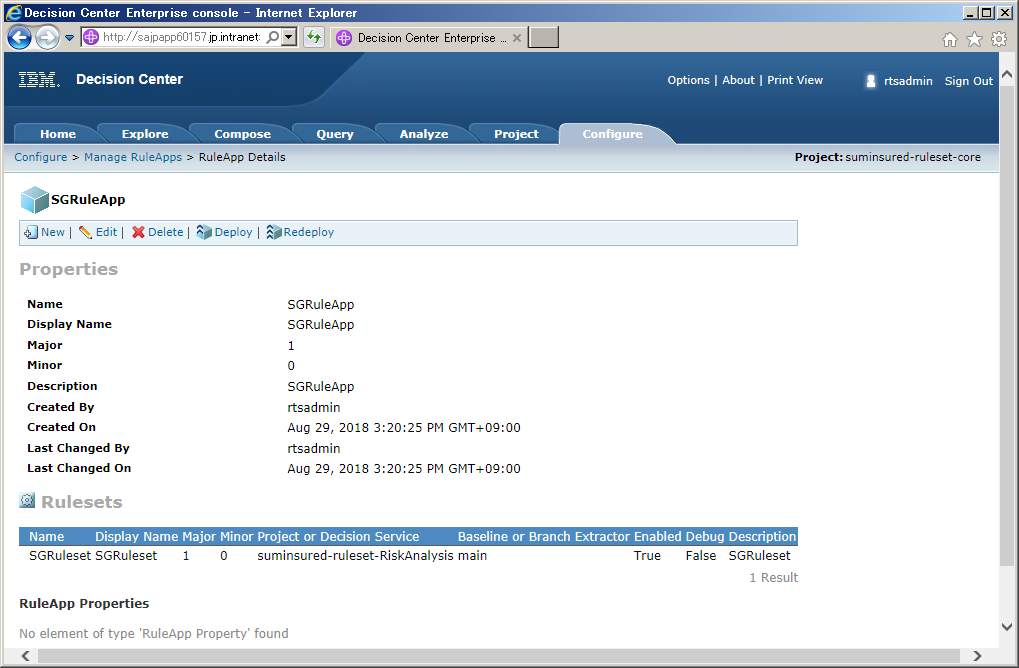 Decision Center Enterprise console - Internet Explorer
http://sajpapp60157.jp.intranet:
Decision Center Enterprise ...
IBM. Decision Center
Options | About | Print View rtsadmin Sign Out
Home Explore Compose Query Analyze Project Configure
Configure > Manage RuleApps > RuleApp Details Project: suminsured-ruleset-core
SGRuleApp
New | Edit | Delete | Deploy | Redeploy
Properties
Name SGRuleApp
Display Name SGRuleApp
Major 1
Minor 0
Description SGRuleApp
Created By rtsadmin
Created On Aug 29, 2018 3:20:25 PM GMT+09:00
Last Changed By rtsadmin
Last Changed On Aug 29, 2018 3:20:25 PM GMT+09:00
Rulesets
Name Display Name Major Minor Project or Decision Service Baseline or Branch Extractor Enabled Debug Description
SGRuleset SGRuleset 1 0 suminsured-ruleset-RiskAnalysis main True False SGRuleset
1 Result
RuleApp Properties
No element of type 'RuleApp Property' found